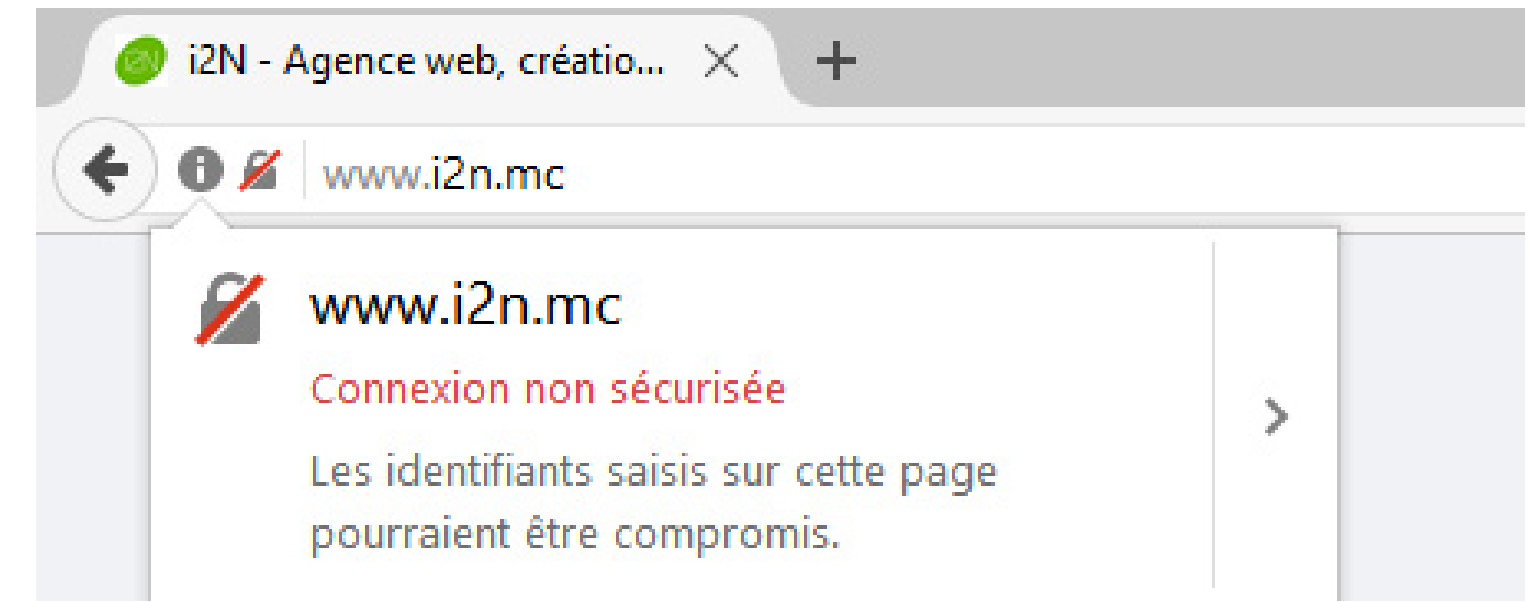 i2N - Agence web, créatio...
www.i2n.mc
www.i2n.mc
Connexion non sécurisée
Les identifiants saisis sur cette page
pourraient être compromis.